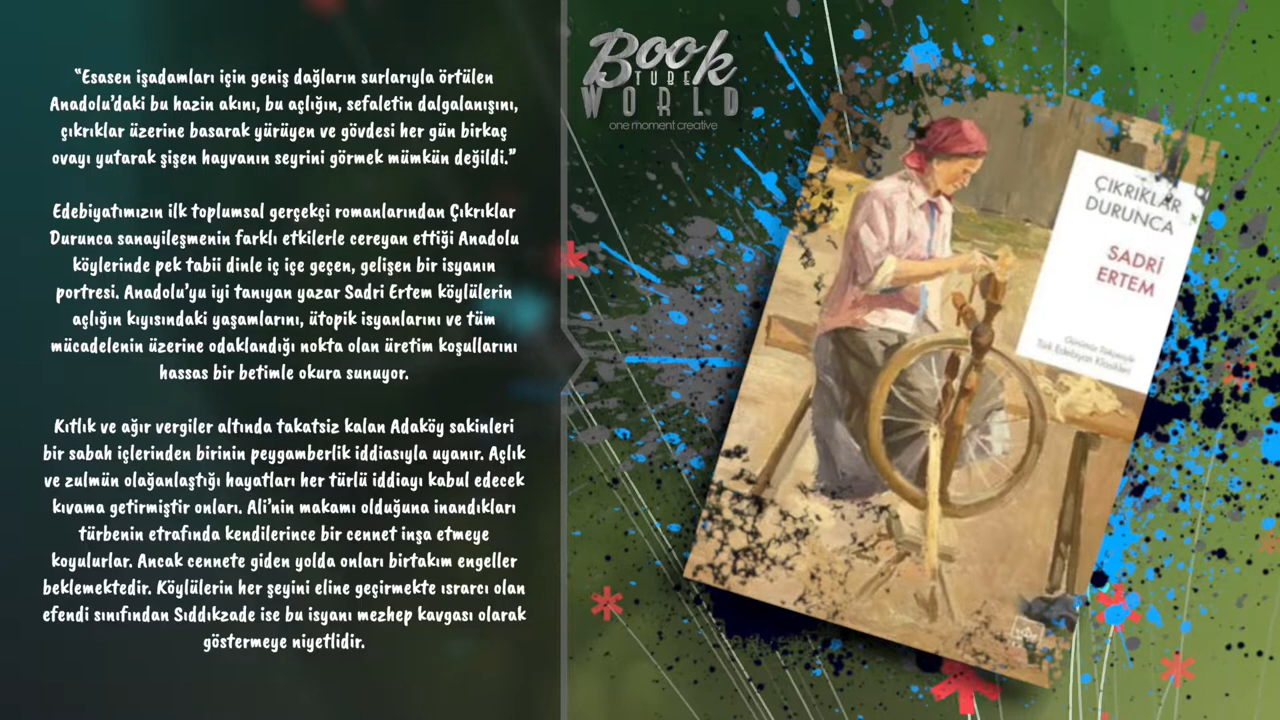 “Esasen işadamları için geniş dağların surlarıyla örtülen
Anadolu’daki bu hazin akını, bu açlığın, sefaletin dalgalanışını,
çıkrıklar üzerine basarak yürüyen ve gövdesi her gün birkaç
ovayı yutarak şişen hayvanın seyrini görmek mümkün değildi.”
Edebiyatımızın ilk toplumsal gerçekçi romanlarından Çıkrıklar
Durunca sanayileşmenin farklı etkilerle cereyan ettiği Anadolu
köylerinde pek tabii dinle iç içe geçen, gelişen bir isyanın
portresi. Anadolu’yu iyi tanıyan yazar Sadri Ertem köylülerin
açlığın kıyısındaki yaşamlarını, ütopik isyanlarını ve tüm
mücadelenin üzerine odaklandığı nokta olan üretim koşullarını
hassas bir betimle okura sunuyor.
Kıtlık ve ağır vergiler altında takatsiz kalan Adaköy sakinleri
bir sabah içlerinden birinin peygamberlik iddiasıyla uyanır. Açlık
ve zulmün olağanlaştığı hayatları her türlü iddiayı kabul edecek
kıvama getirmiştir onları. Ali’nin makamı olduğuna inandıkları
türbenin etrafında kendilerince bir cennet inşa etmeye
koyulurlar. Ancak cennete giden yolda onları birtakım engeller
beklemektedir. Köylülerin her şeyini eline geçirmekte ısrarcı olan
efendi sınıfından Sıddıkzade ise bu isyanı mezhep kavgası olarak
göstermeye niyetlidir.
Book
TUBE
WORLD
one moment creative
ÇIKRIKLAR
DURUNCA
SADRİ
ERTEM
Günümüz Türkçesiyle
Türk Edebiyatı Klasikleri